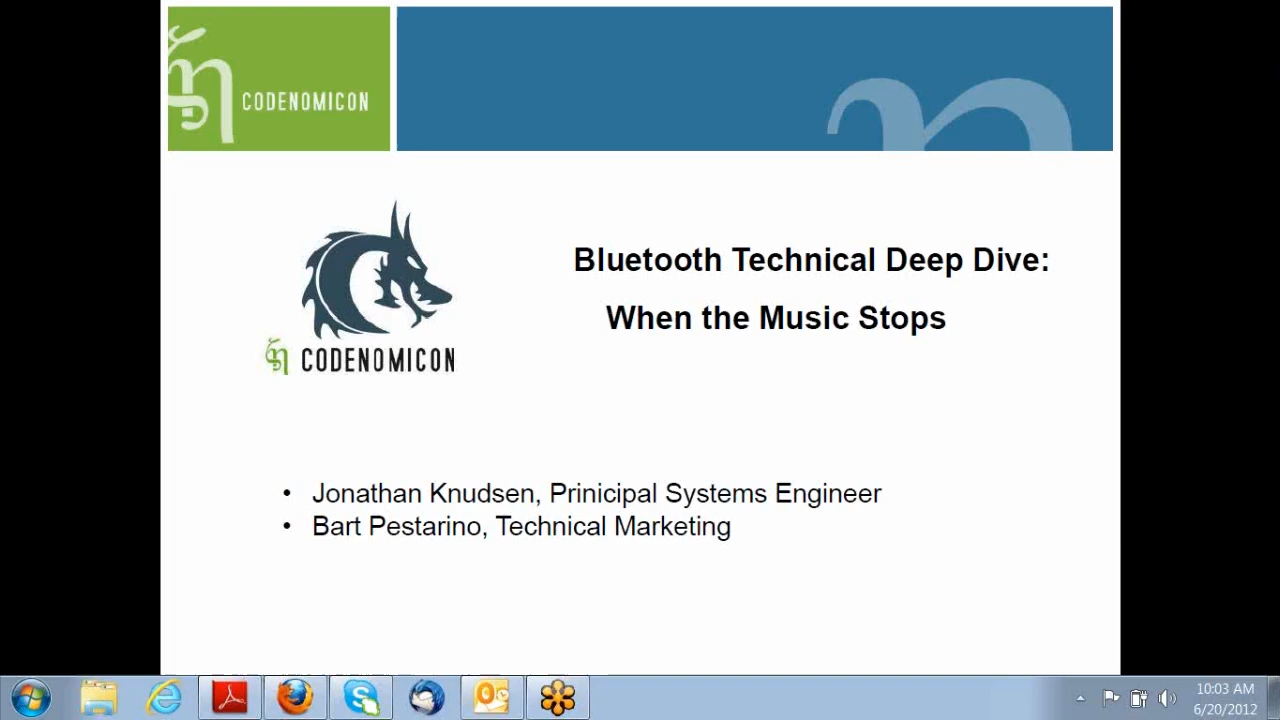 CODENOMICON
Bluetooth Technical Deep Dive:
When the Music Stops
CODENOMICON
• Jonathan Knudsen, Prinicipal Systems Engineer
• Bart Pestarino, Technical Marketing
10:03 AM
6/20/2012